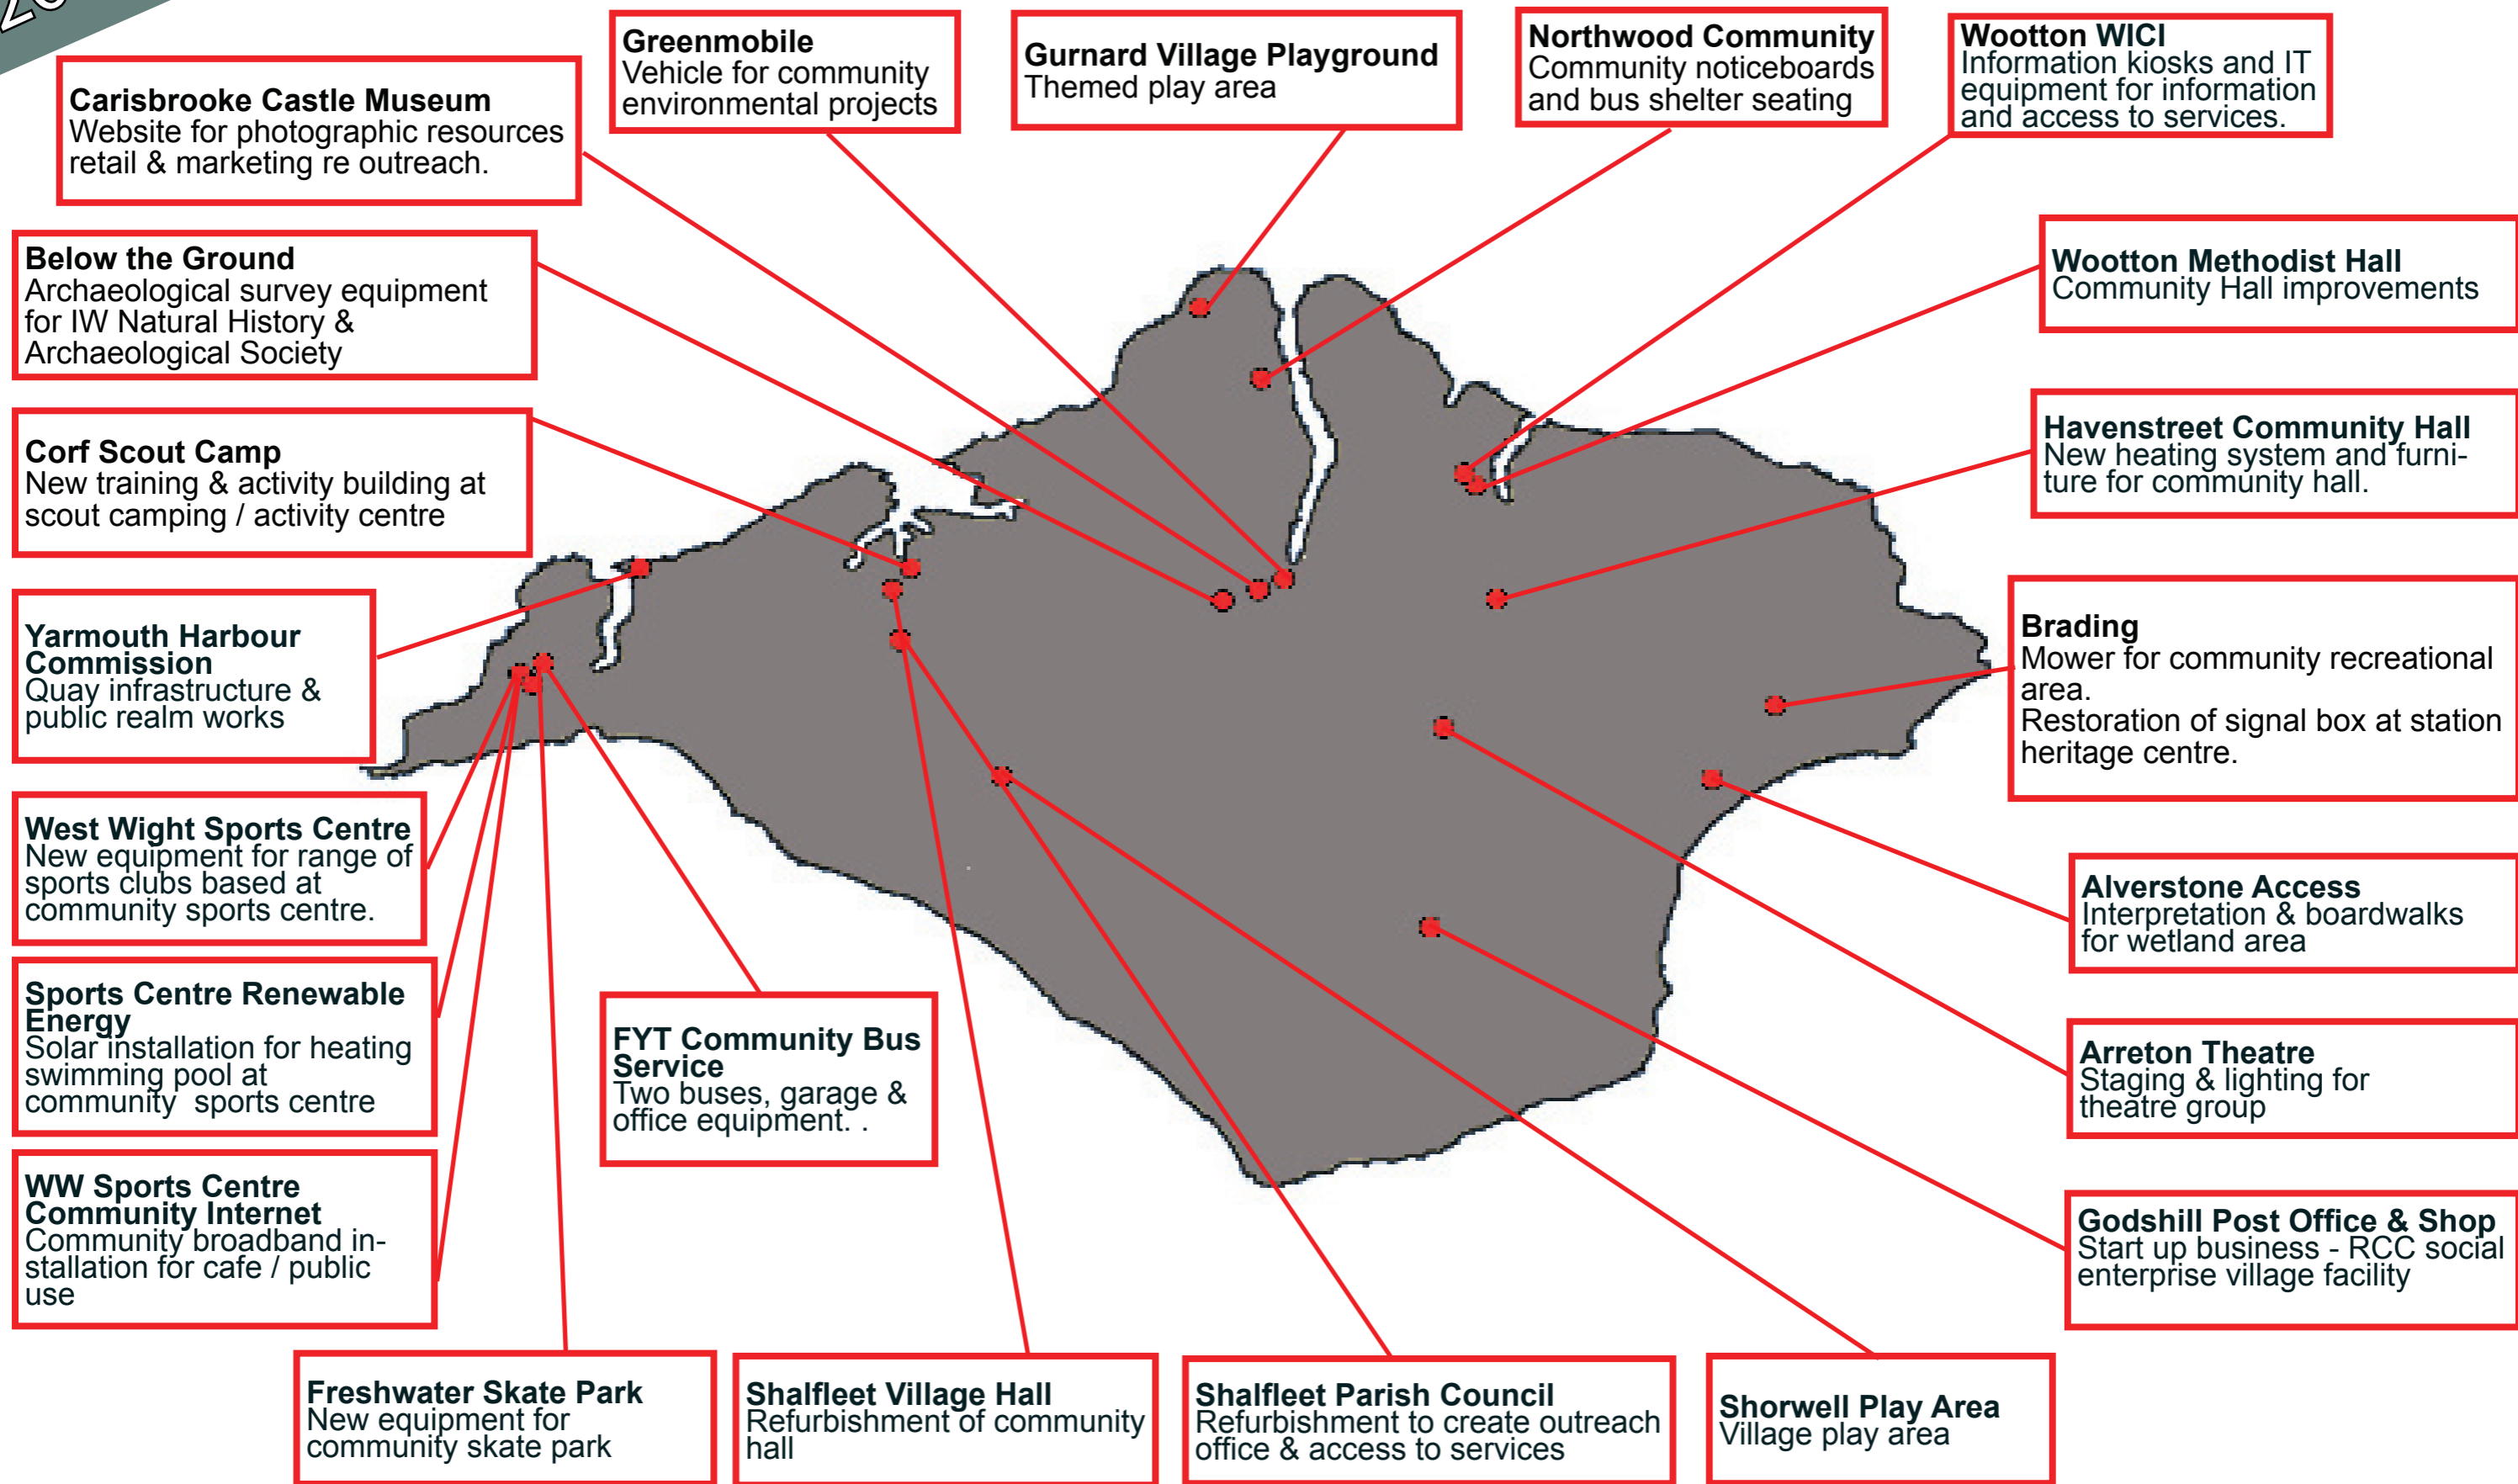 20
Greenmobile
Vehicle for community
environmental projects
Gurnard Village Playground
Themed play area
Northwood Community
Community noticeboards
and bus shelter seating
Wootton WICI
Information kiosks and IT
equipment for information
and access to services.
Carisbrooke Castle Museum
Website for photographic resources
retail & marketing re outreach.
Below the Ground
Archaeological survey equipment
for IW Natural History &
Archaeological Society
Wootton Methodist Hall
Community Hall improvements
Corf Scout Camp
New training & activity building at
scout camping / activity centre
Havenstreet Community Hall
New heating system and furni-
ture for community hall.
Yarmouth Harbour
Commission
Quay infrastructure &
public realm works
Brading
Mower for community recreational
area.
Restoration of signal box at station
heritage centre.
West Wight Sports Centre
New equipment for range of
sports clubs based at
community sports centre.
Alverstone Access
Interpretation & boardwalks
for wetland area
Sports Centre Renewable
Energy
Solar installation for heating
swimming pool at
community  sports centre
FYT Community Bus
Service
Two buses, garage &
office equipment. .
Arreton Theatre
Staging & lighting for
theatre group
WW Sports Centre
Community Internet
Community broadband in-
stallation for cafe / public
use
Godshill Post Office & Shop
Start up business - RCC social
enterprise village facility
Freshwater Skate Park
New equipment for
community skate park
Shalfleet Village Hall
Refurbishment of community
hall
Shalfleet Parish Council
Refurbishment to create outreach
office & access to services
Shorwell Play Area
Village play area